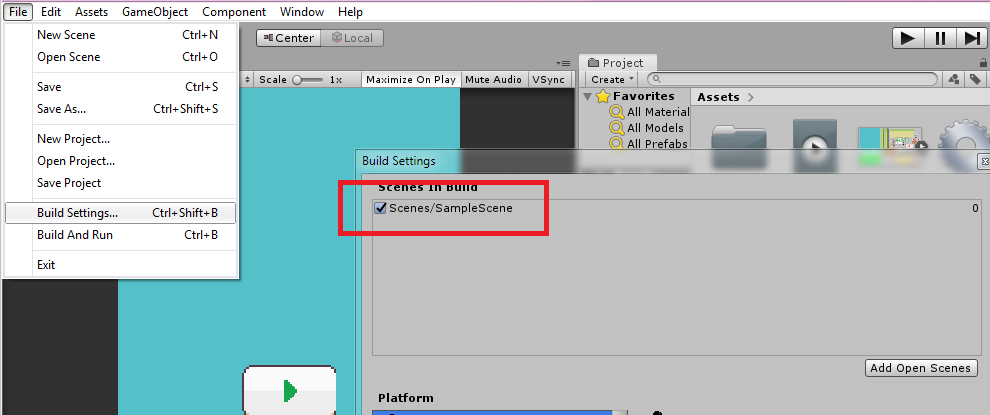 File Edit Assets GameObject Component Window Help
New Scene Ctrl+N
Open Scene Ctrl+O
Save Ctrl+S
Save As... Ctrl+Shift+S
New Project...
Open Project...
Save Project
Build Settings... Ctrl+Shift+B
Build And Run Ctrl+B
Exit
Center Local
Scale 1x Maximize On Play Mute Audio VSync
Project
Create
Favorites
All Material
All Models
All Prefabs
Assets
Build Settings
Scenes In Build
Scenes/SampleScene 0
Add Open Scenes
Platform